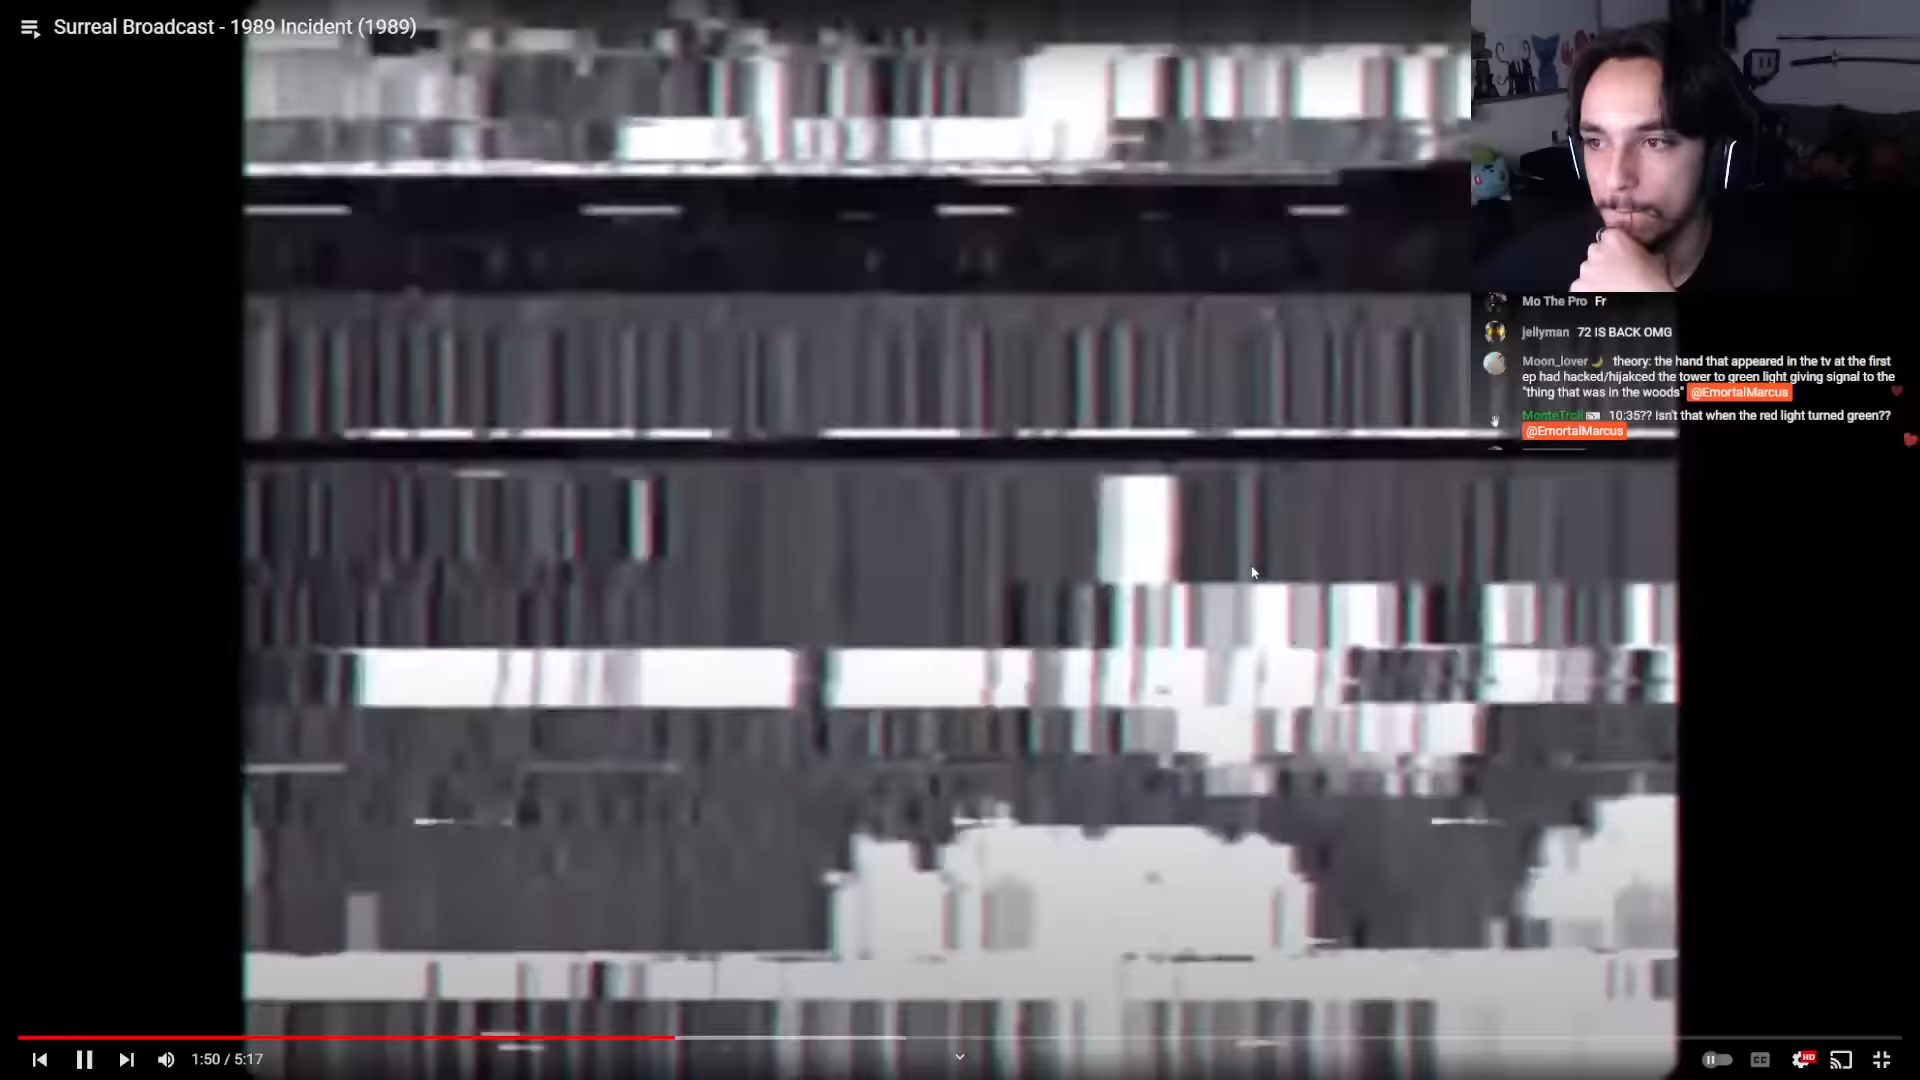 Surreal Broadcast - 1989 Incident (1989)
Mo The Pro Fr
jellyman 72 IS BACK OMG
Moon_lover🌙 theory: the hand that appeared in the tv at the first
ep had hacked/hijakced the tower to green light giving signal to the
"thing that was in the woods" @EmortalMarcus
MonteTroll 10:35?? isn't that when the red light turned green??
@EmortalMarcus
1:50 / 5:17
CC
HD